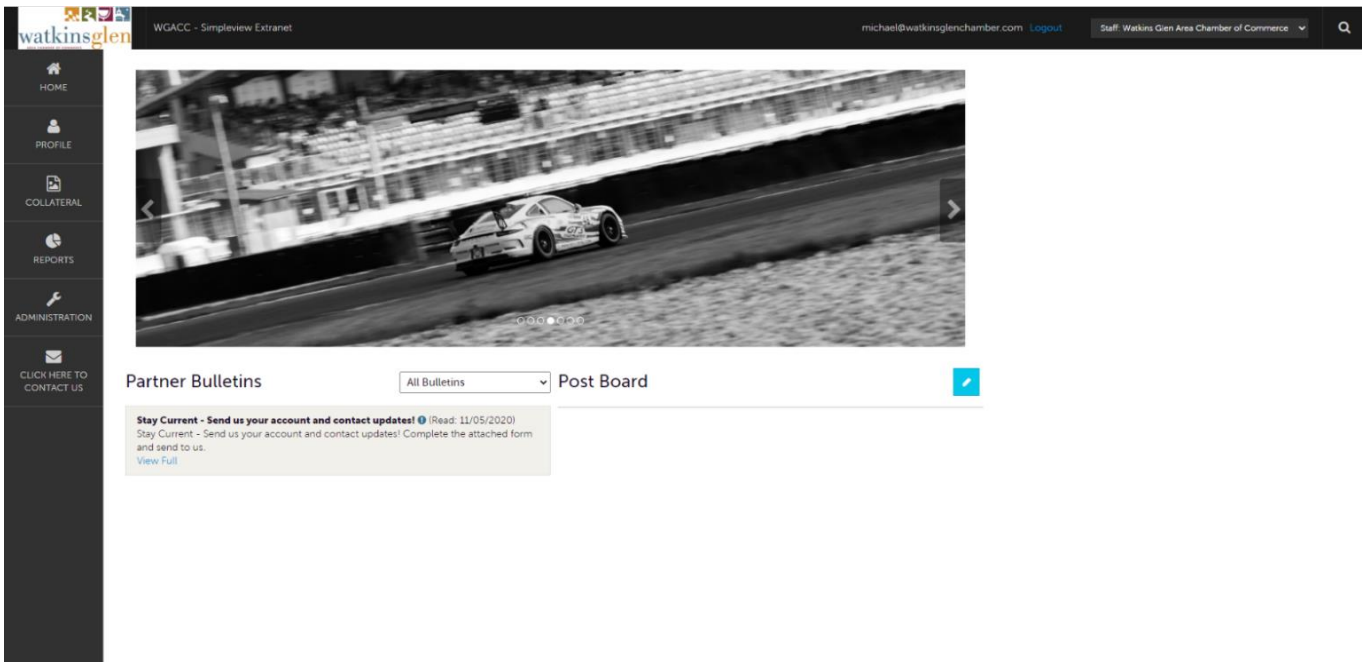 watkinsglen
WGACC - Simpleview Extranet
michael@watkinsglenchamber.com Logout
Staff: Watkins Glen Area Chamber of Commerce
HOME
PROFILE
COLLATERAL
REPORTS
ADMINISTRATION
CLICK HERE TO
CONTACT US
Partner Bulletins
All Bulletins
Post Board
Stay Current - Send us your account and contact updates! (Read: 11/05/2020)
Stay Current - Send us your account and contact updates! Complete the attached form
and send to us.
View Full